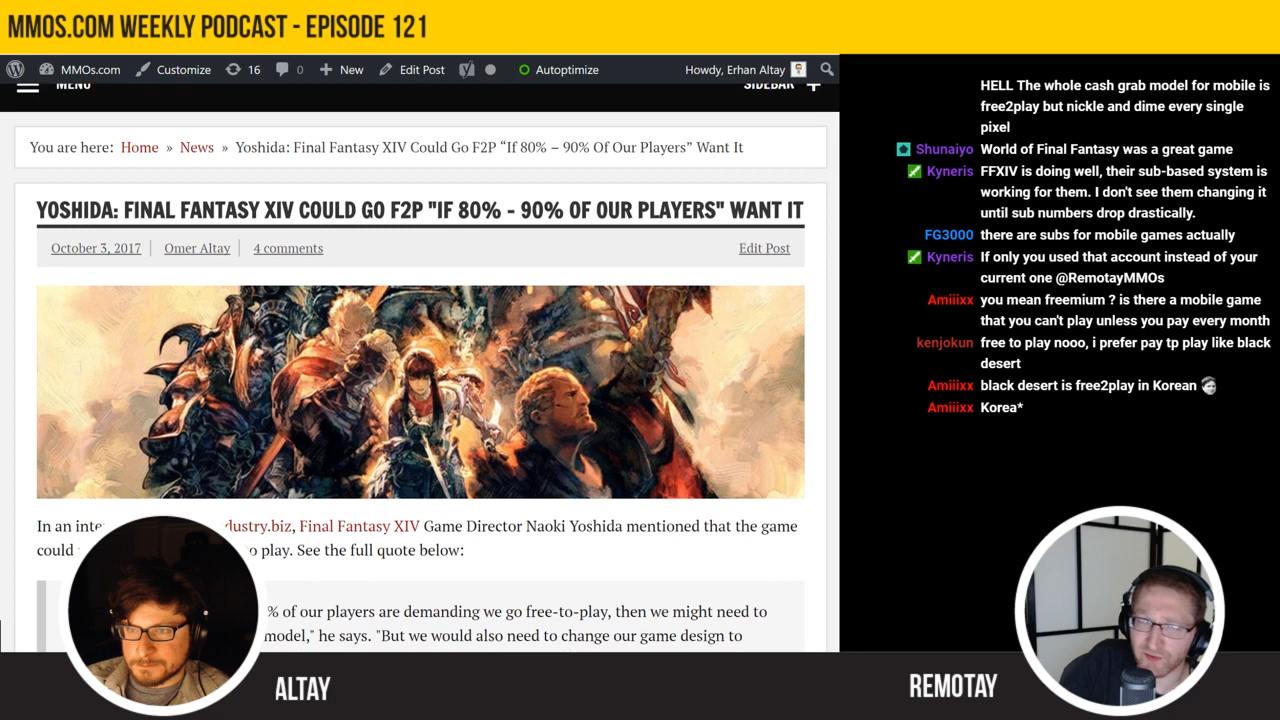 MMOS.COM WEEKLY PODCAST - EPISODE 121
MMOs.com Customize 16 0 New Edit Post Autoptimize Howdy, Erhan Altay
MENU SIDEBAR
You are here: Home » News » Yoshida: Final Fantasy XIV Could Go F2P “If 80% – 90% Of Our Players” Want It
YOSHIDA: FINAL FANTASY XIV COULD GO F2P "IF 80% - 90% OF OUR PLAYERS" WANT IT
October 3, 2017 Omer Altay 4 comments Edit Post
In an dustry.biz, Final Fantasy XIV Game Director Naoki Yoshida mentioned that the game
could play. See the full quote below:
% of our players are demanding we go free-to-play, then we might need to
model," he says. "But we would also need to change our game design to
HELL The whole cash grab model for mobile is
free2play but nickle and dime every single
pixel
Shunaiyo World of Final Fantasy was a great game
Kyneris FFXIV is doing well, their sub-based system is
working for them. I don't see them changing it
until sub numbers drop drastically.
FG3000 there are subs for mobile games actually
Kyneris If only you used that account instead of your
current one @RemotayMMOs
Amiiixx you mean freemium ? is there a mobile game
that you can't play unless you pay every month
kenjokun free to play nooo, i prefer pay tp play like black
desert
Amiiixx black desert is free2play in Korean
Amiiixx Korea*
ALTAY
REMOTAY